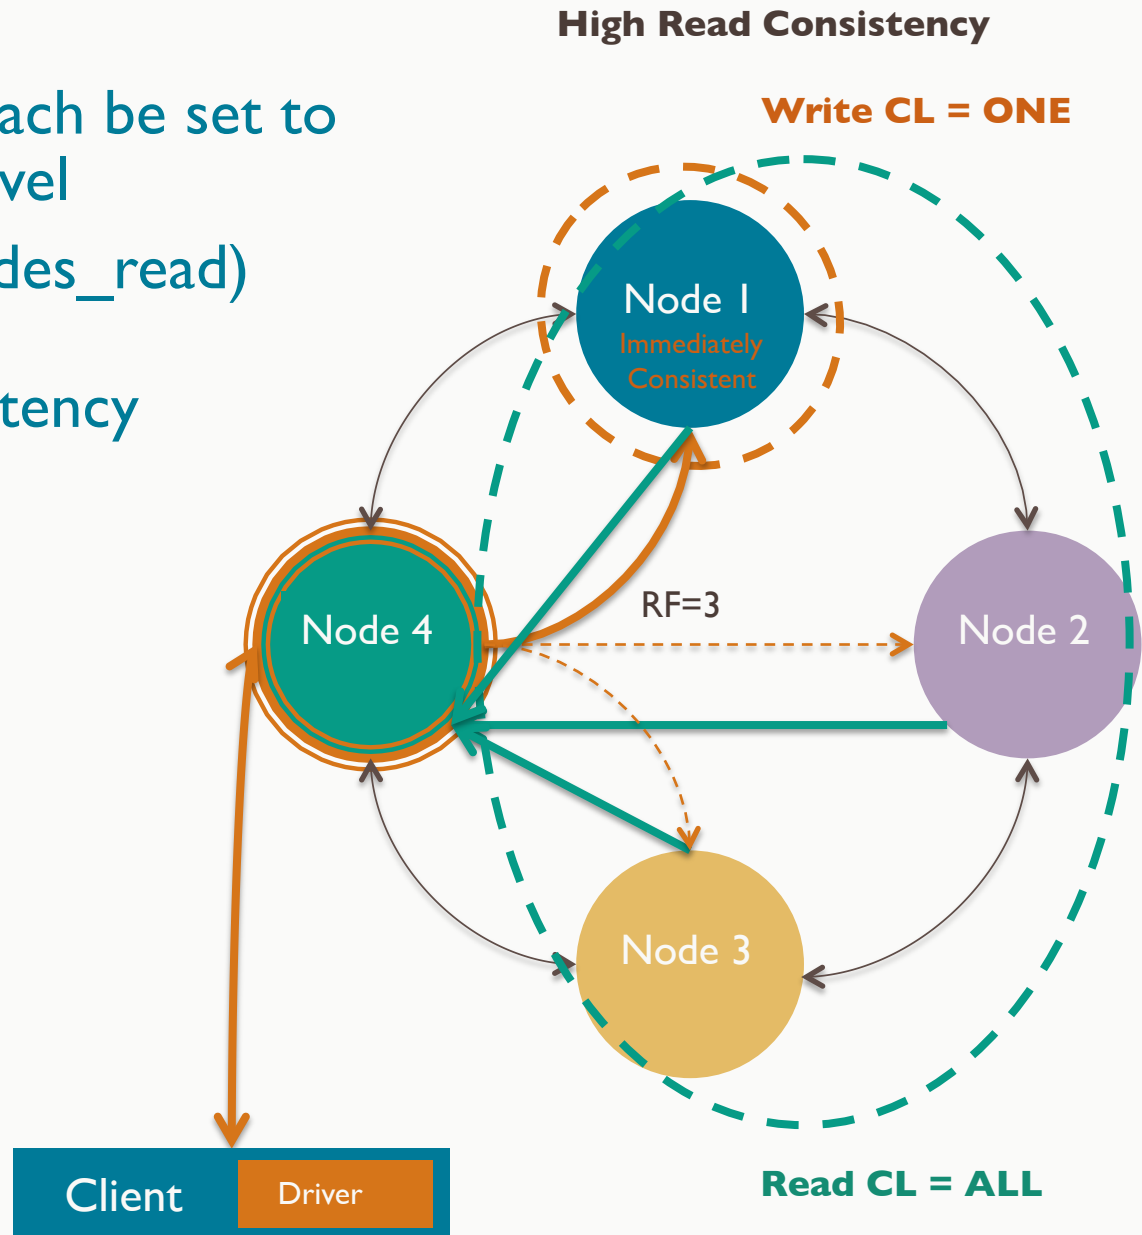 High Read Consistency
ach be set to
vel
des_read)
tency
Write CL = ONE
Node 1
Immediately
Consistent
RF=3
Node 4
Node 2
Node 3
Client
Driver
Read CL = ALL